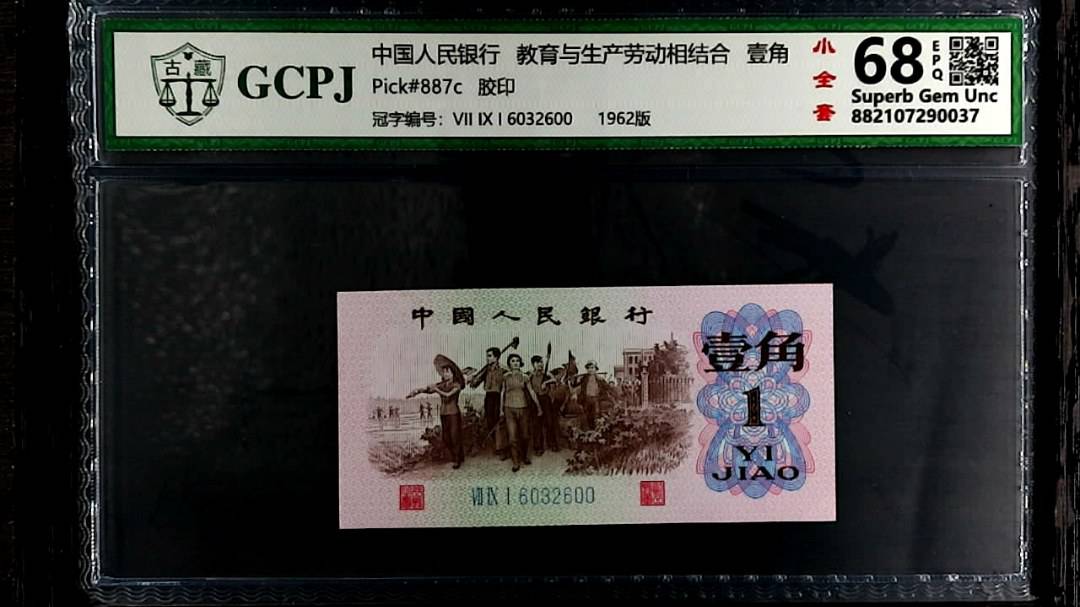 古藏
GCPJ
中国人民银行 教育与生产劳动相结合 壹角
Pick#887c 胶印
冠字编号: VII IX I 6032600 1962版
小全套
68 EPQ
Superb Gem Unc
882107290037
中國人民銀行
壹角
1
YI
JIAO
VII IX I 6032600